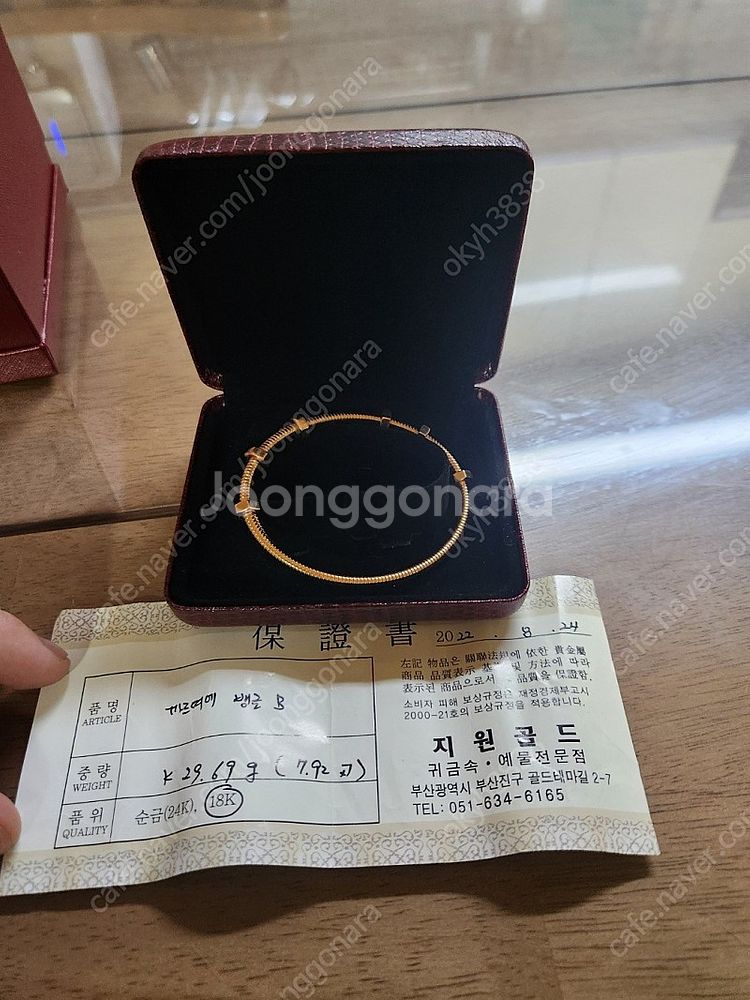 cafe.naver.com/joonggonara
okyh3838
Joonggonara
保證書
2022. 8. 24
左記 物品은 關聯法規에 依한 貴金屬
商品 品質表示 基準 및 方法에 따라
表示된 商品으로서 그 品質을 保證함.
소비자 피해 보상규정은 재정경제부고시
2000-21호의 보상규정을 적용합니다.
품명
ARTICLE
뱅글 B
중량
WEIGHT
K 29.69g (7.92
품위
QUALITY
순금(24K), 18K
지원골드
귀금속 · 예물전문점
부산광역시 부산진구 골드테마길 2-7
TEL: 051-634-6165